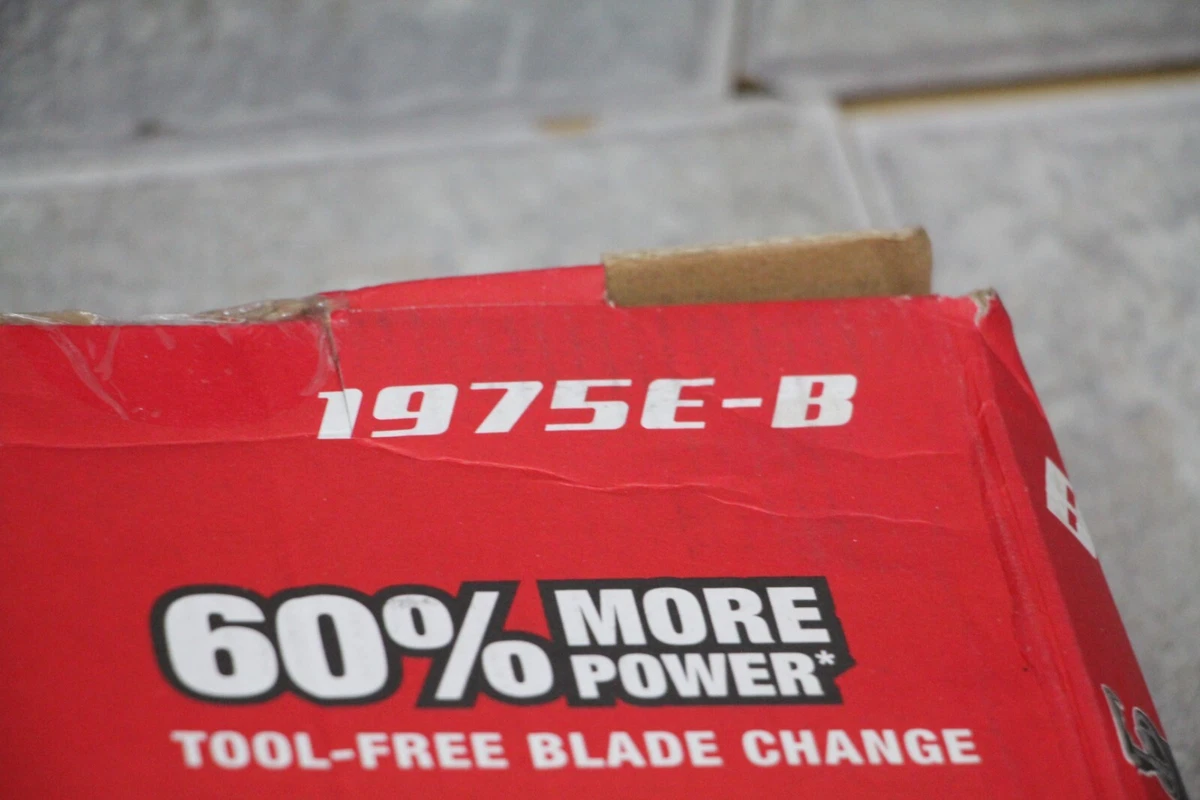 1975E-B
60% MORE
POWER*
TOOL-FREE BLADE CHANGE